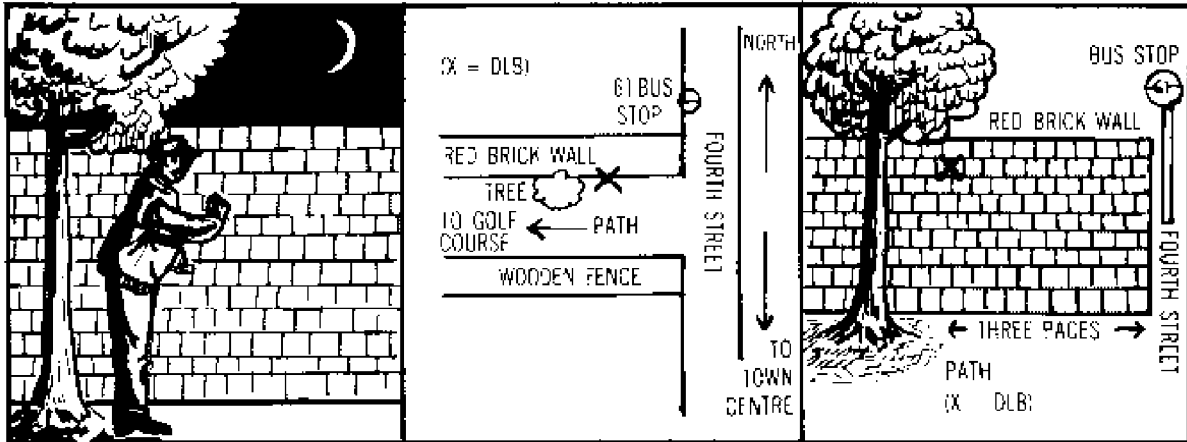 (X = DLB)
61 BUS
STOP
RED BRICK WALL
TREE
TO GOLF
COURSE
PATH
WOODEN FENCE
FOURTH STREET
NORTH
TO
TOWN
CENTRE
BUS STOP
61
RED BRICK WALL
FOURTH STREET
THREE PACES
PATH
(X DLB)